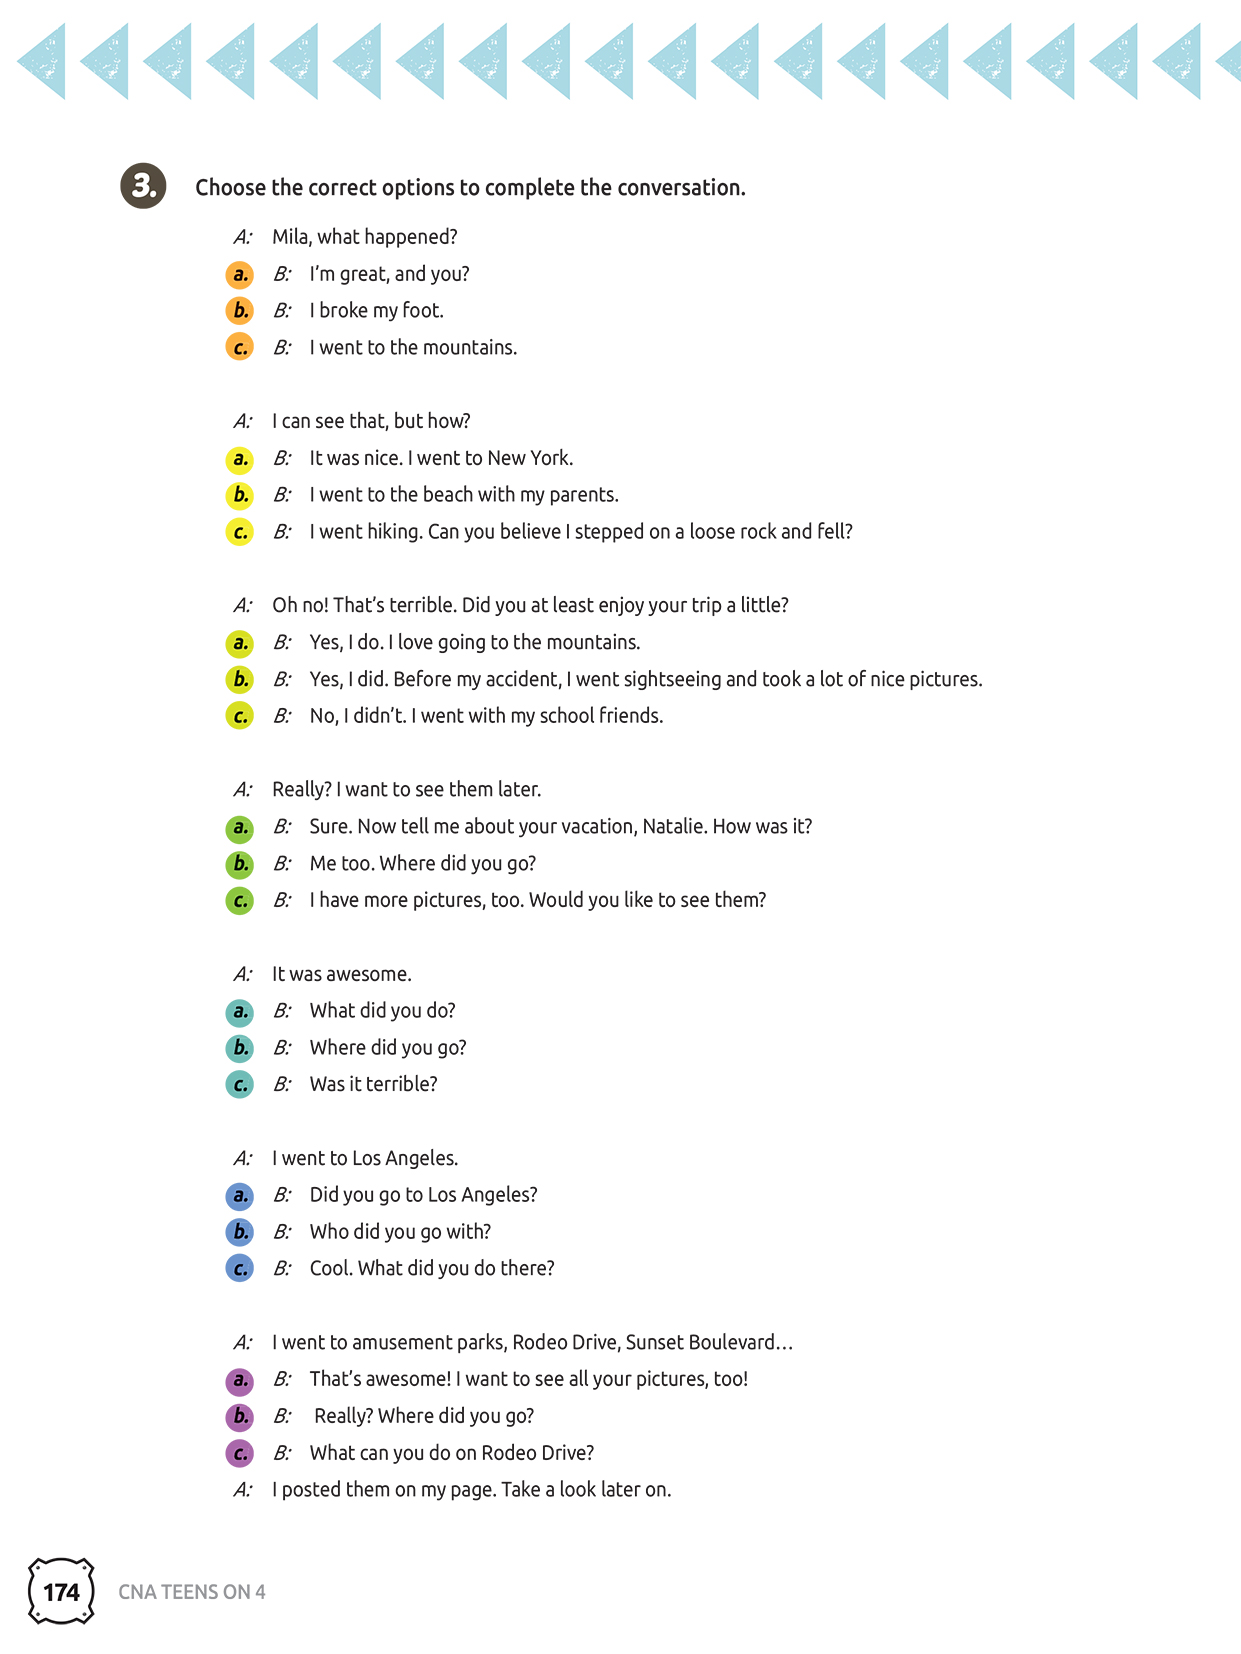 3. Choose the correct options to complete the conversation.
A: Mila, what happened?
a. B: I’m great, and you?
b. B: I broke my foot.
c. B: I went to the mountains.
A: I can see that, but how?
a. B: It was nice. I went to New York.
b. B: I went to the beach with my parents.
c. B: I went hiking. Can you believe I stepped on a loose rock and fell?
A: Oh no! That’s terrible. Did you at least enjoy your trip a little?
a. B: Yes, I do. I love going to the mountains.
b. B: Yes, I did. Before my accident, I went sightseeing and took a lot of nice pictures.
c. B: No, I didn’t. I went with my school friends.
A: Really? I want to see them later.
a. B: Sure. Now tell me about your vacation, Natalie. How was it?
b. B: Me too. Where did you go?
c. B: I have more pictures, too. Would you like to see them?
A: It was awesome.
a. B: What did you do?
b. B: Where did you go?
c. B: Was it terrible?
A: I went to Los Angeles.
a. B: Did you go to Los Angeles?
b. B: Who did you go with?
c. B: Cool. What did you do there?
A: I went to amusement parks, Rodeo Drive, Sunset Boulevard…
a. B: That’s awesome! I want to see all your pictures, too!
b. B: Really? Where did you go?
c. B: What can you do on Rodeo Drive?
A: I posted them on my page. Take a look later on.
174 CNA TEENS ON 4